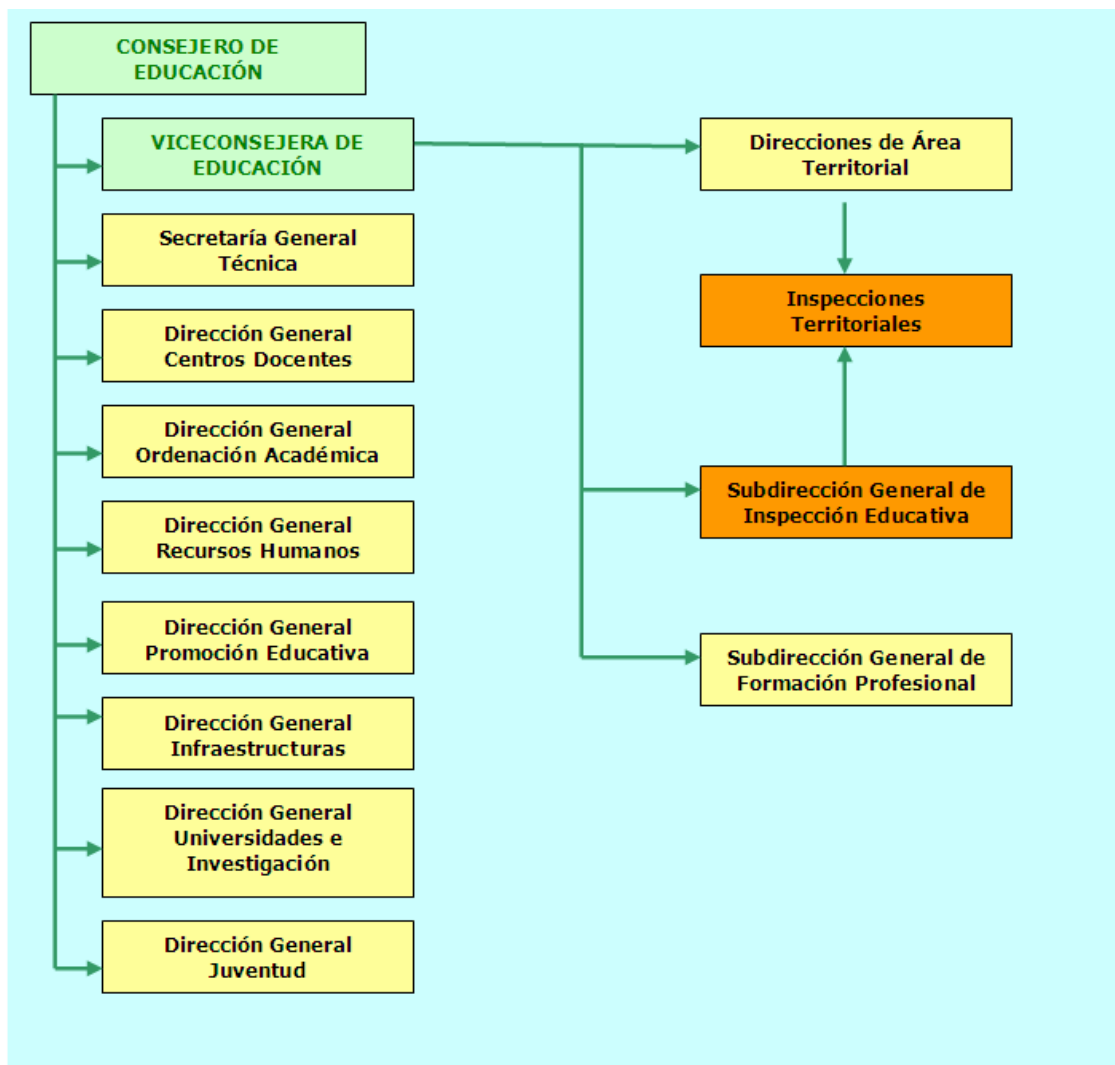 CONSEJERO DE
EDUCACIÓN
VICECONSEJERA DE
EDUCACIÓN
Secretaría General
Técnica
Dirección General
Centros Docentes
Dirección General
Ordenación Académica
Dirección General
Recursos Humanos
Dirección General
Promoción Educativa
Dirección General
Infraestructuras
Dirección General
Universidades e
Investigación
Dirección General
Juventud
Direcciones de Área
Territorial
Inspecciones
Territoriales
Subdirección General de
Inspección Educativa
Subdirección General de
Formación Profesional